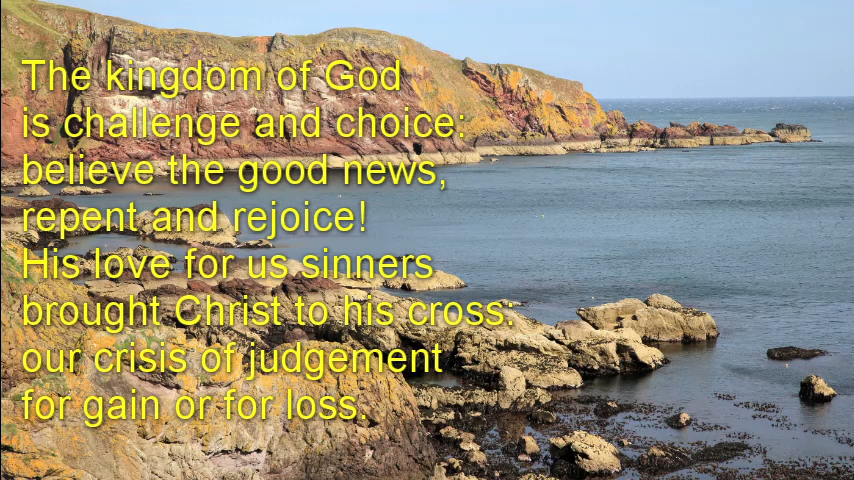 The kingdom of God
is challenge and choice:
believe the good news,
repent and rejoice!
His love for us sinners
brought Christ to his cross:
our crisis of judgement
for gain or for loss.